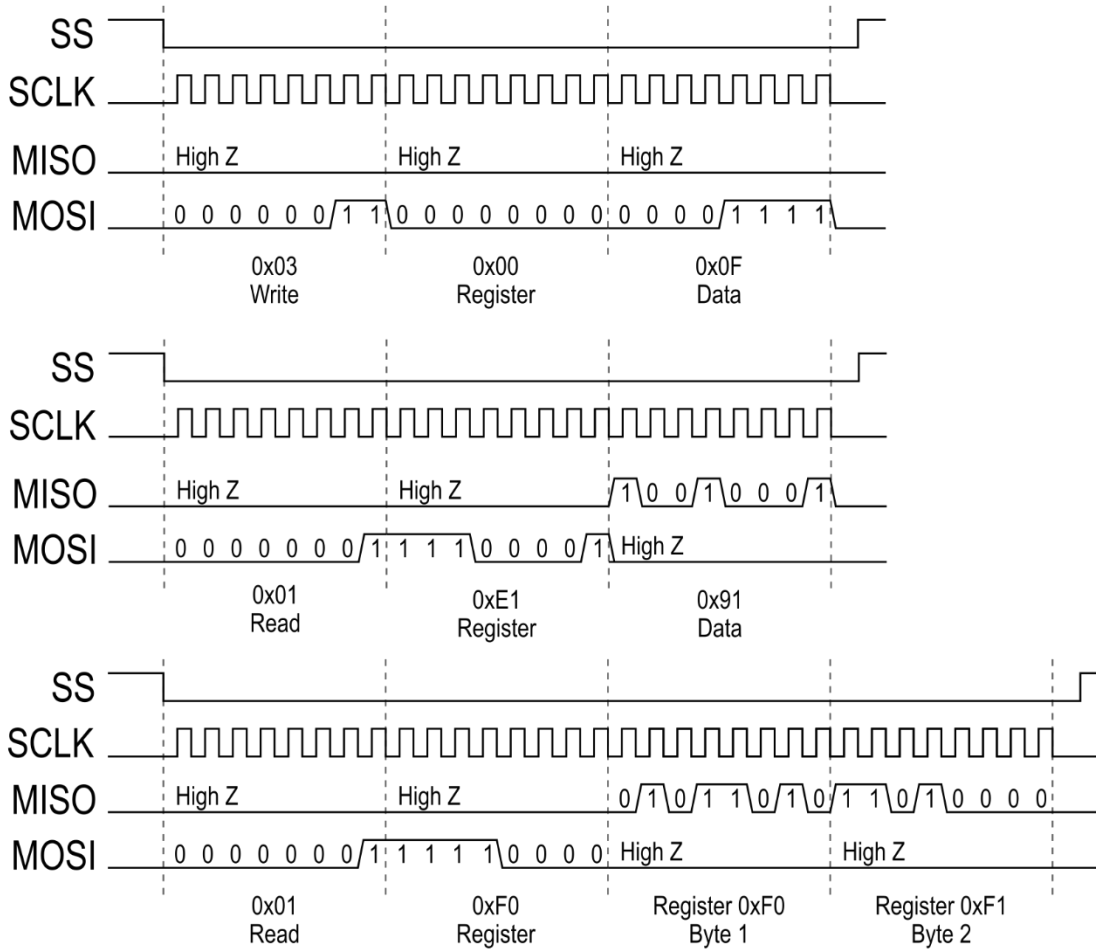 SS
SCLK
MISO High Z High Z High Z
MOSI 0 0 0 0 0 0 1 1 0 0 0 0 0 0 0 0 0 0 0 0 1 1 1 1
0x03 0x00 0x0F
Write Register Data
SS
SCLK
MISO High Z High Z 1 0 0 1 0 0 0 1
MOSI 0 0 0 0 0 0 0 1 1 1 1 0 0 0 0 1 High Z
0x01 0xE1 0x91
Read Register Data
SS
SCLK
MISO High Z High Z 0 1 0 1 1 0 1 0 1 1 0 1 0 0 0 0
MOSI 0 0 0 0 0 0 0 1 1 1 1 1 0 0 0 0 High Z High Z
0x01 0xF0 Register 0xF0 Register 0xF1
Read Register Byte 1 Byte 2